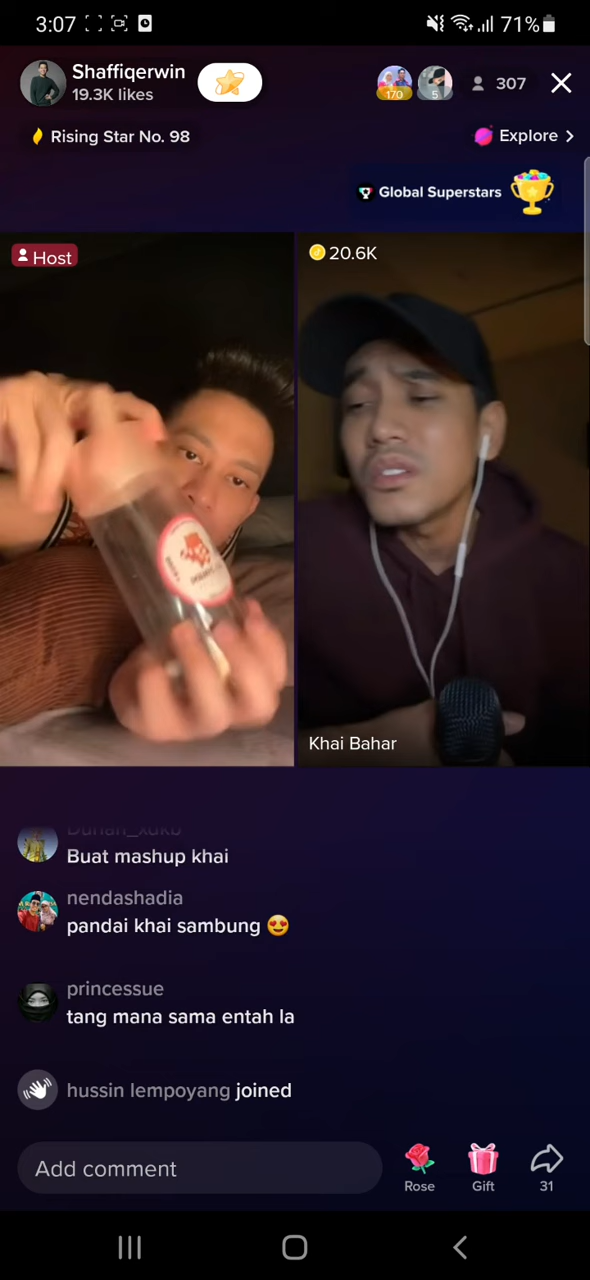 3:07
71%
Shaffiqerwin
19.3K likes
170
5
307
Rising Star No. 98
Explore
Global Superstars
Host
20.6K
Khai Bahar
Buat mashup khai
nendashadia
pandai khai sambung 😍
princessue
tang mana sama entah la
hussin lempoyang joined
Add comment
Rose
Gift
31